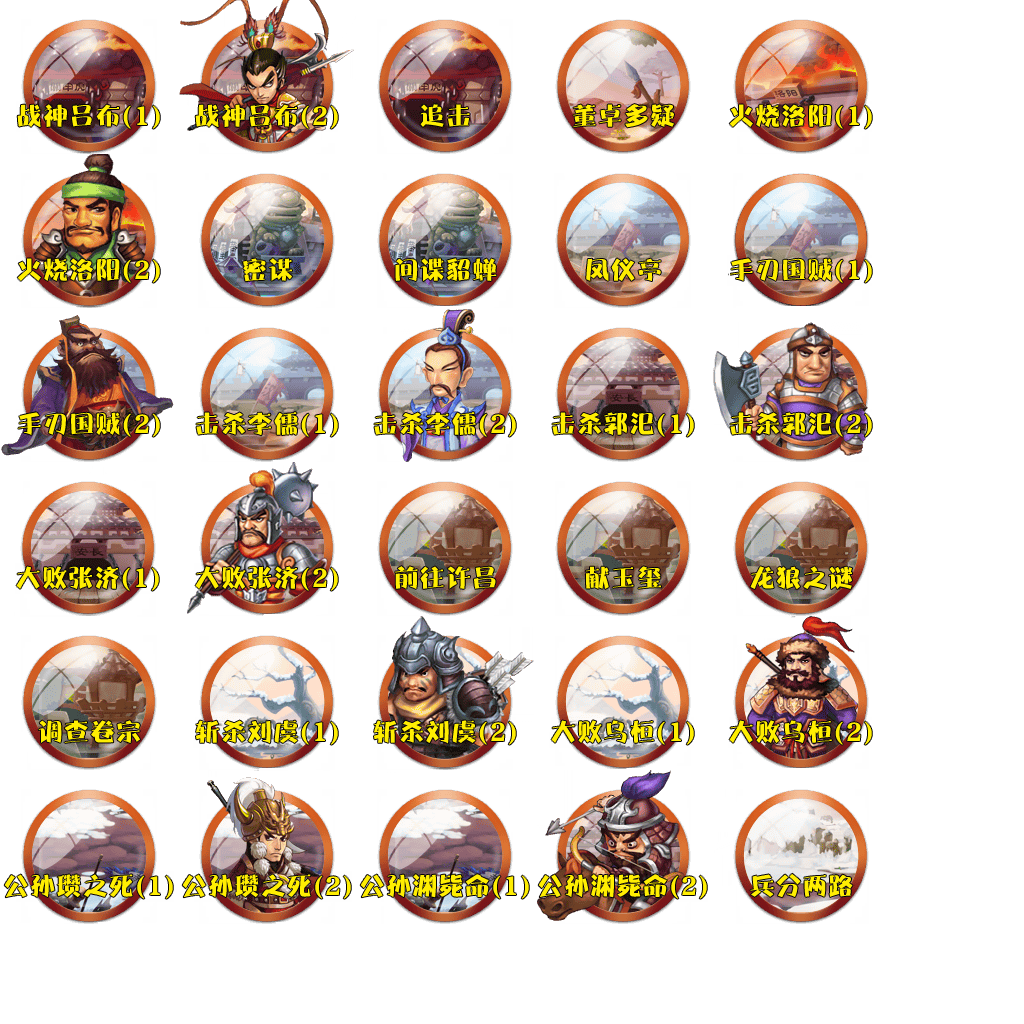 战神吕布(1)
战神吕布(2)
追击
董卓多疑
火烧洛阳(1)
火烧洛阳(2)
密谋
间谍貂蝉
凤仪亭
手刃国贼(1)
手刃国贼(2)
击杀李儒(1)
击杀李儒(2)
击杀郭汜(1)
击杀郭汜(2)
大败张济(1)
大败张济(2)
前往许昌
献玉玺
龙狼之谜
调查卷宗
斩杀刘虞(1)
斩杀刘虞(2)
大败乌桓(1)
大败乌桓(2)
公孙瓒之死(1)
公孙瓒之死(2)
公孙渊毙命(1)
公孙渊毙命(2)
兵分两路